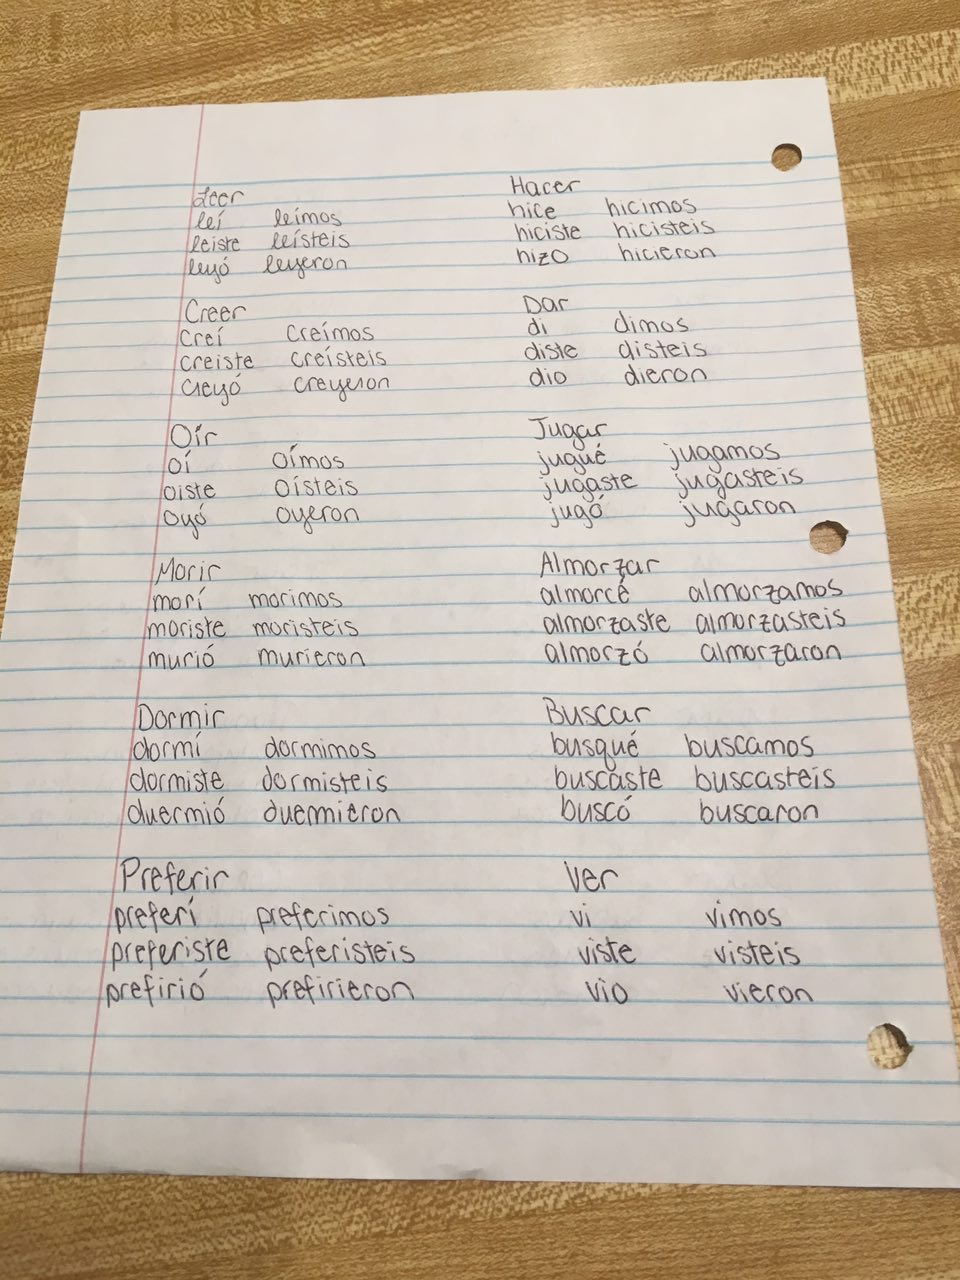 Leer
leí leímos
leiste leísteis
leyó leyeron
Creer
creí creímos
creiste creísteis
creyó creyeron
Oír
oí oímos
oiste oísteis
oyó oyeron
Morir
morí morimos
moriste moristeis
murió murieron
Dormir
dormí dormimos
dormiste dormisteis
duermió duermieron
Preferir
preferí preferimos
preferiste preferisteis
prefirió prefirieron
Hacer
hice hicimos
hiciste hicisteis
hizo hicieron
Dar
di dimos
diste disteis
dio dieron
Jugar
jugué jugamos
jugaste jugasteis
jugó jugaron
Almorzar
almorcé almorzamos
almorzaste almorzasteis
almorzó almorzaron
Buscar
busqué buscamos
buscaste buscasteis
buscó buscaron
Ver
vi vimos
viste visteis
vio vieron